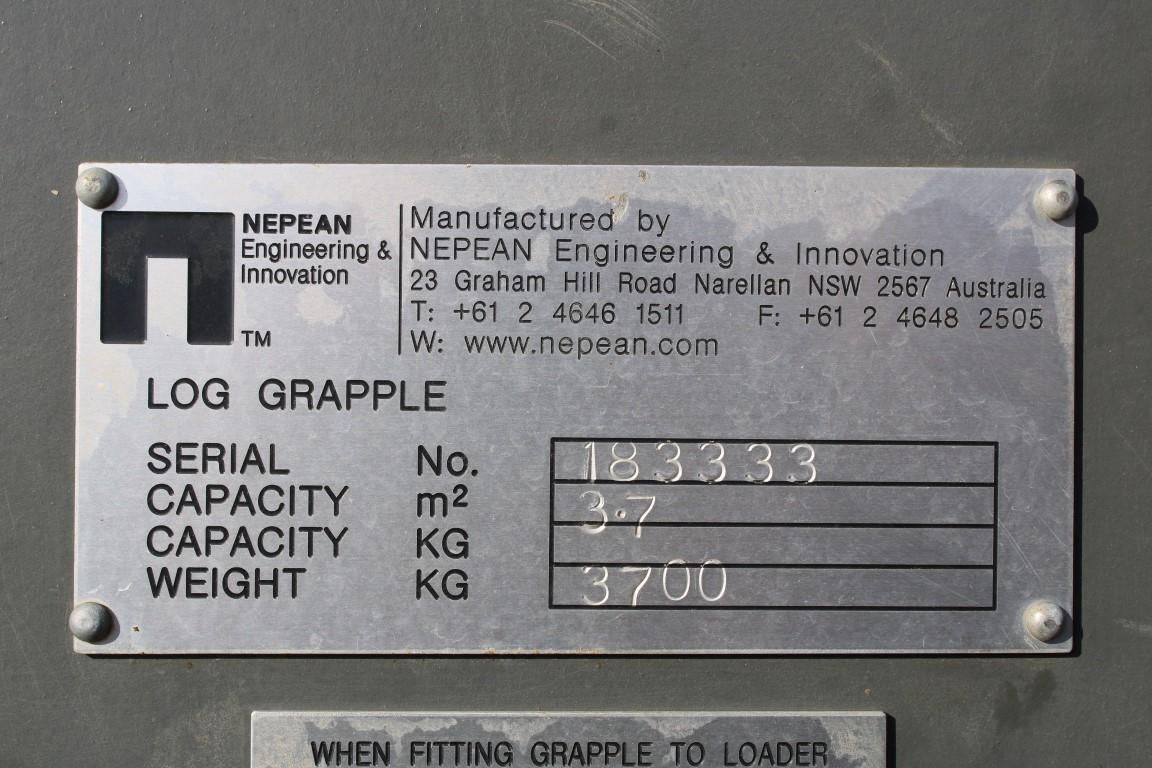 NEPEAN
Engineering &
Innovation
TM
Manufactured by
NEPEAN Engineering & Innovation
23 Graham Hill Road Narellan NSW 2567 Australia
T: +61 2 4646 1511 F: +61 2 4648 2505
W: www.nepean.com
LOG GRAPPLE
SERIAL No. 183333
CAPACITY m² 3.7
CAPACITY KG
WEIGHT KG 3700
WHEN FITTING GRAPPLE TO LOADER